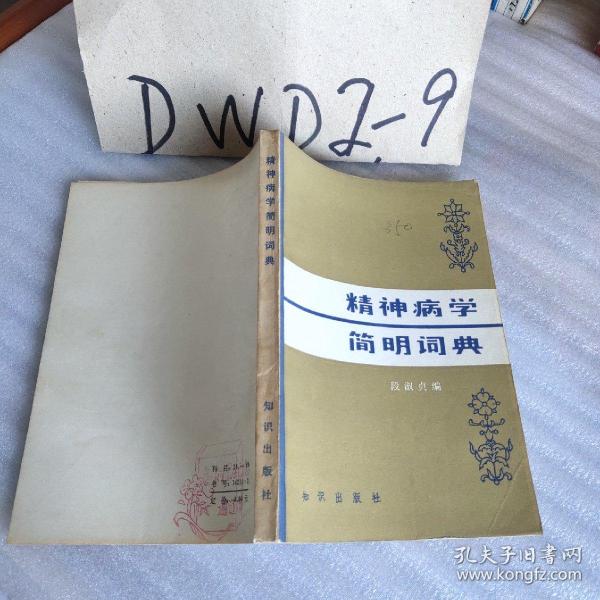 DWD2-9
精神病学简明词典
知识出版社
350
精神病学
简明词典
段淑贞编
知识出版社
孔夫子旧书网
www.kongfz.com